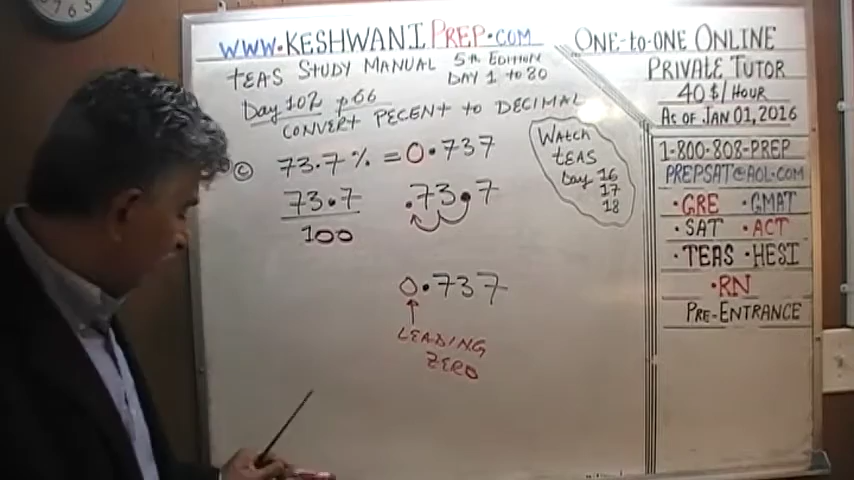 WWW.KESHWANIPREP.COM
TEAS STUDY MANUAL 5th EDITION
DAY 1 to 80
Day 102 p66
CONVERT PECENT to DECIMAL
C 73.7% = 0.737
73.7 .73.7
100
0.737
LEADING
ZERO
WATCH
TEAS
Day 16
17
18
ONE-to-ONE ONLINE
PRIVATE TUTOR
40 $/HOUR
AS OF JAN 01,2016
1-800-808-PREP
PREPSAT@AOL.COM
•GRE •GMAT
•SAT •ACT
•TEAS •HESI
•RN
PRE-ENTRANCE